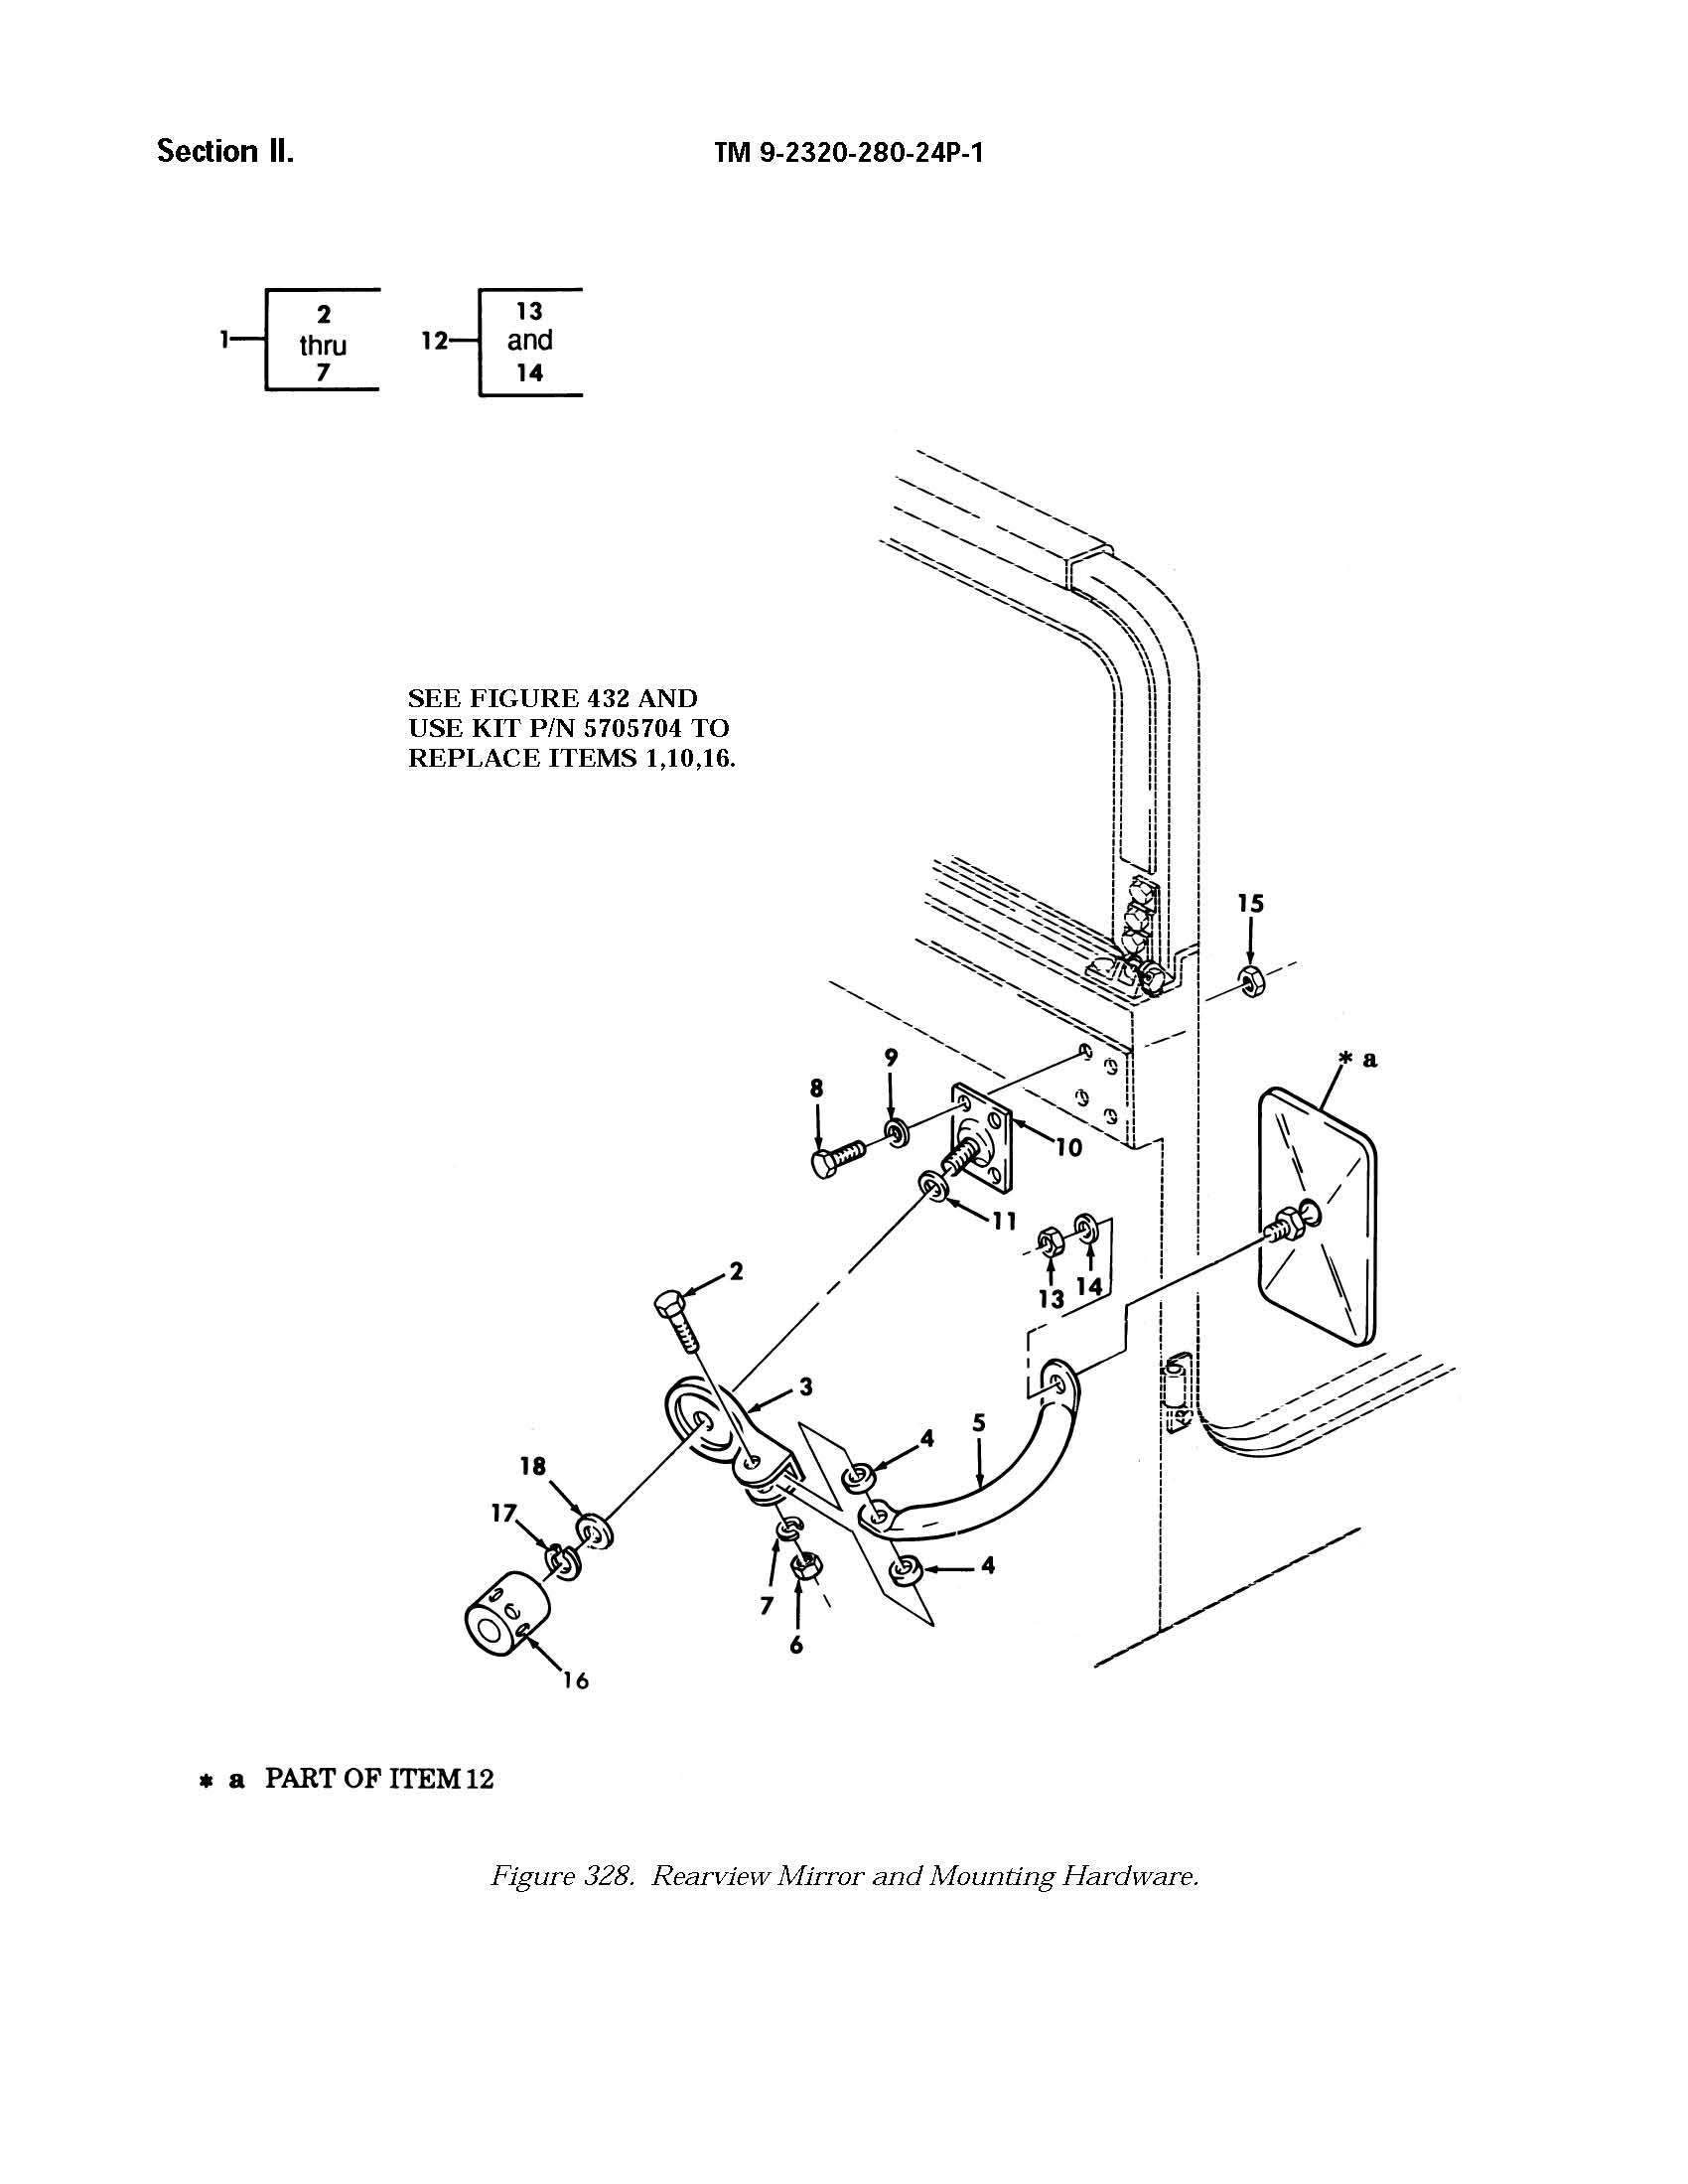 Section II.
TM 9-2320-280-24P-1
1
2
thru
7
12
13
and
14
SEE FIGURE 432 AND
USE KIT P/N 5705704 TO
REPLACE ITEMS 1,10,16.
15
* a
9
8
10
11
2
13
14
3
4
5
18
17
4
7
6
16
* a PART OF ITEM 12
Figure 328. Rearview Mirror and Mounting Hardware.